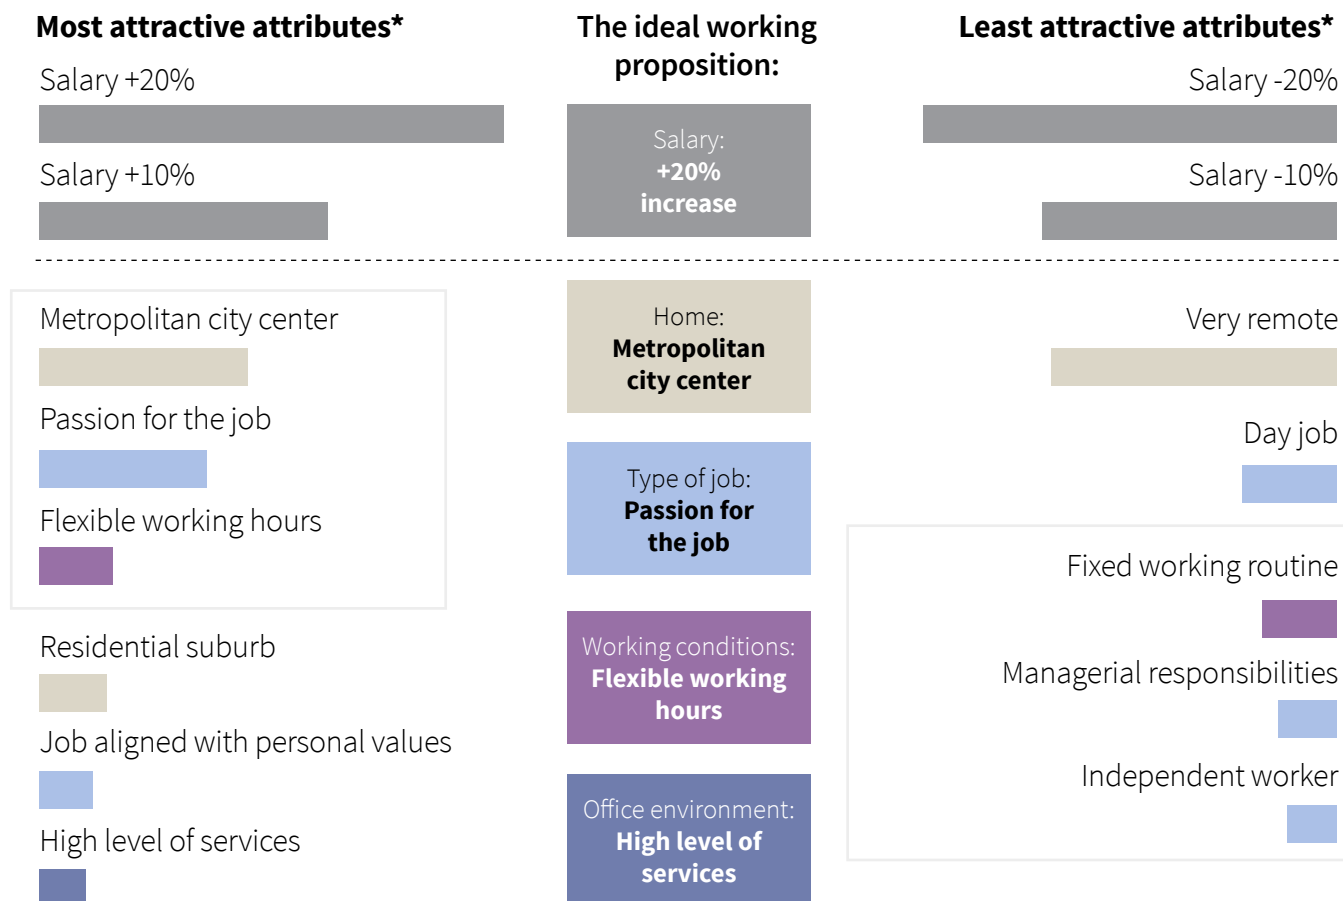 Most attractive attributes*
Salary +20%
Salary +10%
Metropolitan city center
Passion for the job
Flexible working hours
Residential suburb
Job aligned with personal values
High level of services
The ideal working
proposition:
Salary:
+20%
increase
Home:
Metropolitan
city center
Type of job:
Passion for
the job
Working conditions:
Flexible working
hours
Office environment:
High level of
services
Least attractive attributes*
Salary -20%
Salary -10%
Very remote
Day job
Fixed working routine
Managerial responsibilities
Independent worker